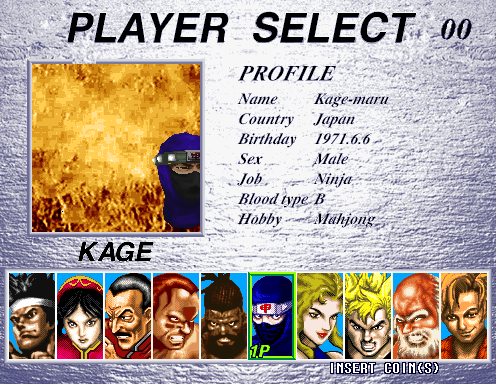 PLAYER SELECT 00
PROFILE
Name Kage-maru
Country Japan
Birthday 1971.6.6
Sex Male
Job Ninja
Blood type B
Hobby Mahjong
KAGE
1P
INSERT COIN(S)